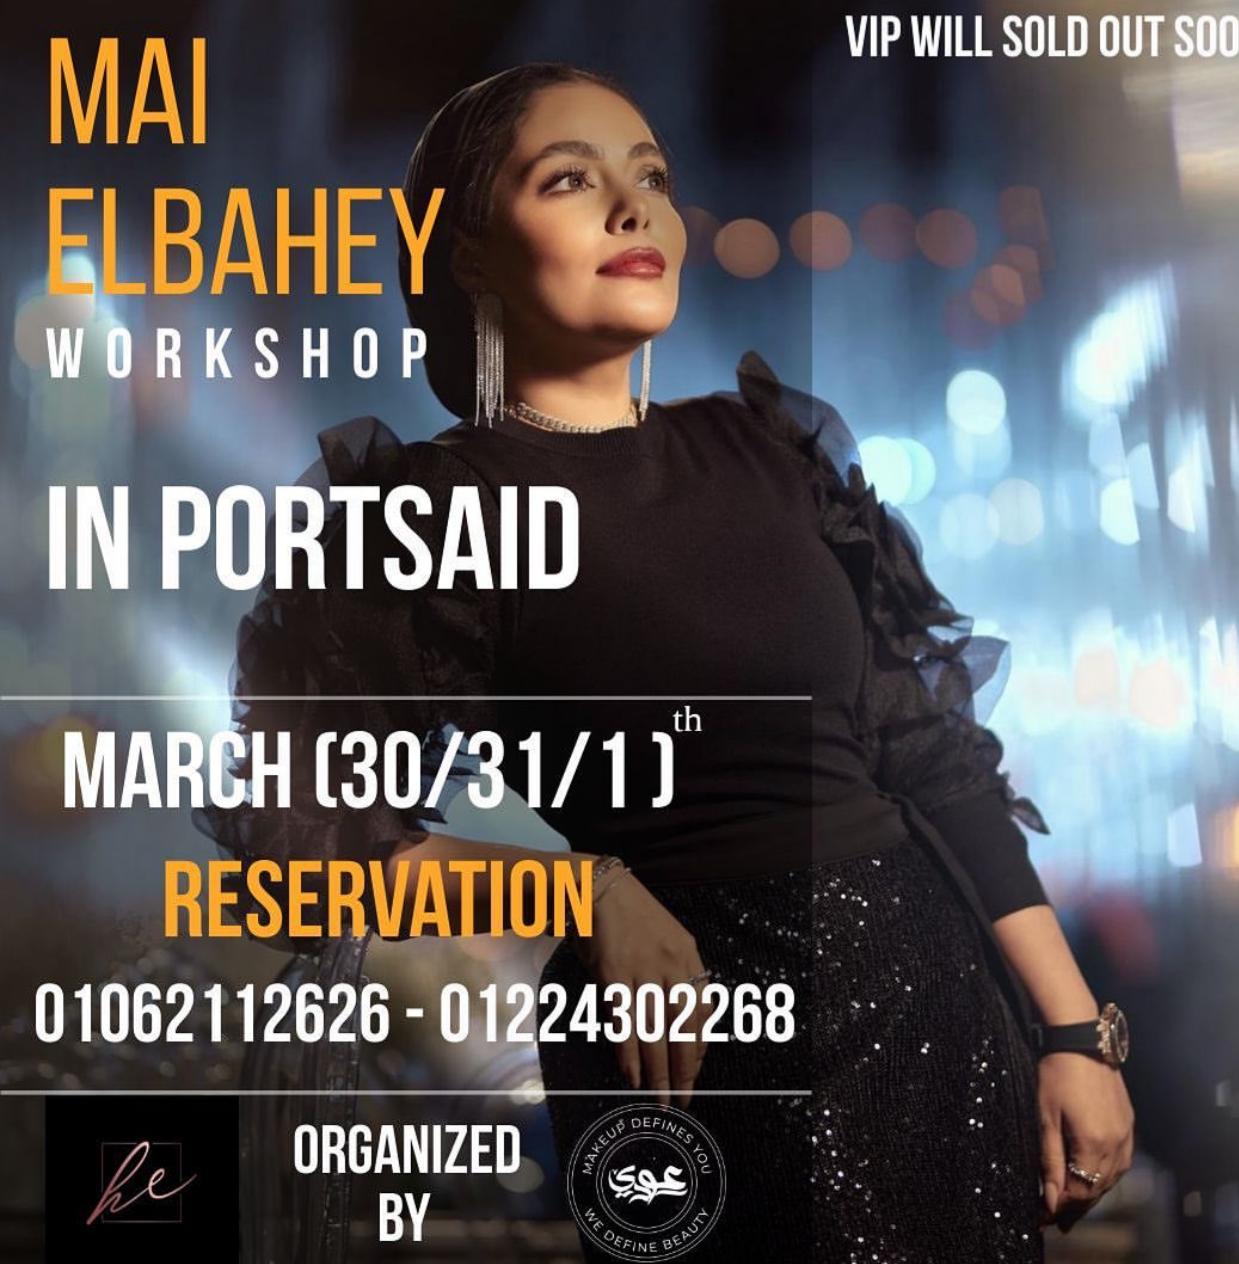 VIP WILL SOLD OUT SOO
MAI
ELBAHEY
WORKSHOP
IN PORTSAID
MARCH (30/31/1 )th
RESERVATION
01062112626 - 01224302268
he
ORGANIZED
BY
MAKEUP DEFINES YOU
عوي
WE DEFINE BEAUTY